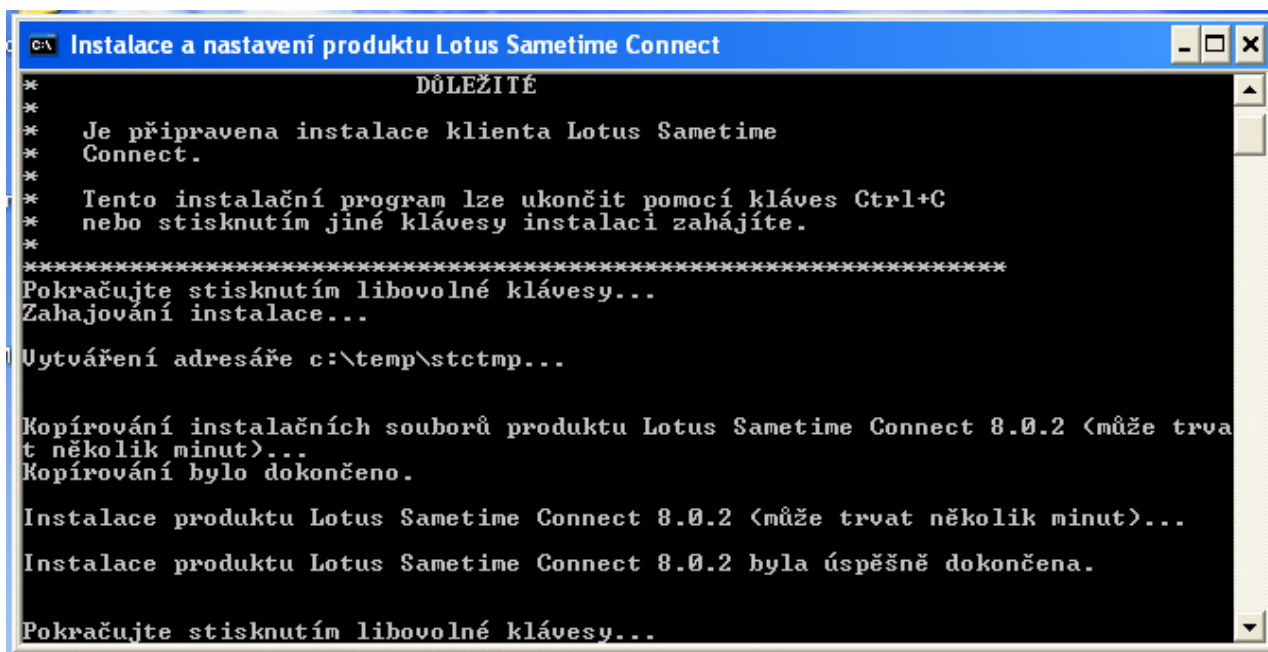 Instalace a nastavení produktu Lotus Sametime Connect
* DŮLEŽITÉ
*
* Je připravena instalace klienta Lotus Sametime
* Connect.
*
* Tento instalační program lze ukončit pomocí kláves Ctrl+C
* nebo stisknutím jiné klávesy instalaci zahájíte.
*
*****************************************************************
Pokračujte stisknutím libovolné klávesy...
Zahajování instalace...
Vytváření adresáře c:\temp\stctmp...
Kopírování instalačních souborů produktu Lotus Sametime Connect 8.0.2 (může trva
t několik minut)...
Kopírování bylo dokončeno.
Instalace produktu Lotus Sametime Connect 8.0.2 (může trvat několik minut)...
Instalace produktu Lotus Sametime Connect 8.0.2 byla úspěšně dokončena.
Pokračujte stisknutím libovolné klávesy...